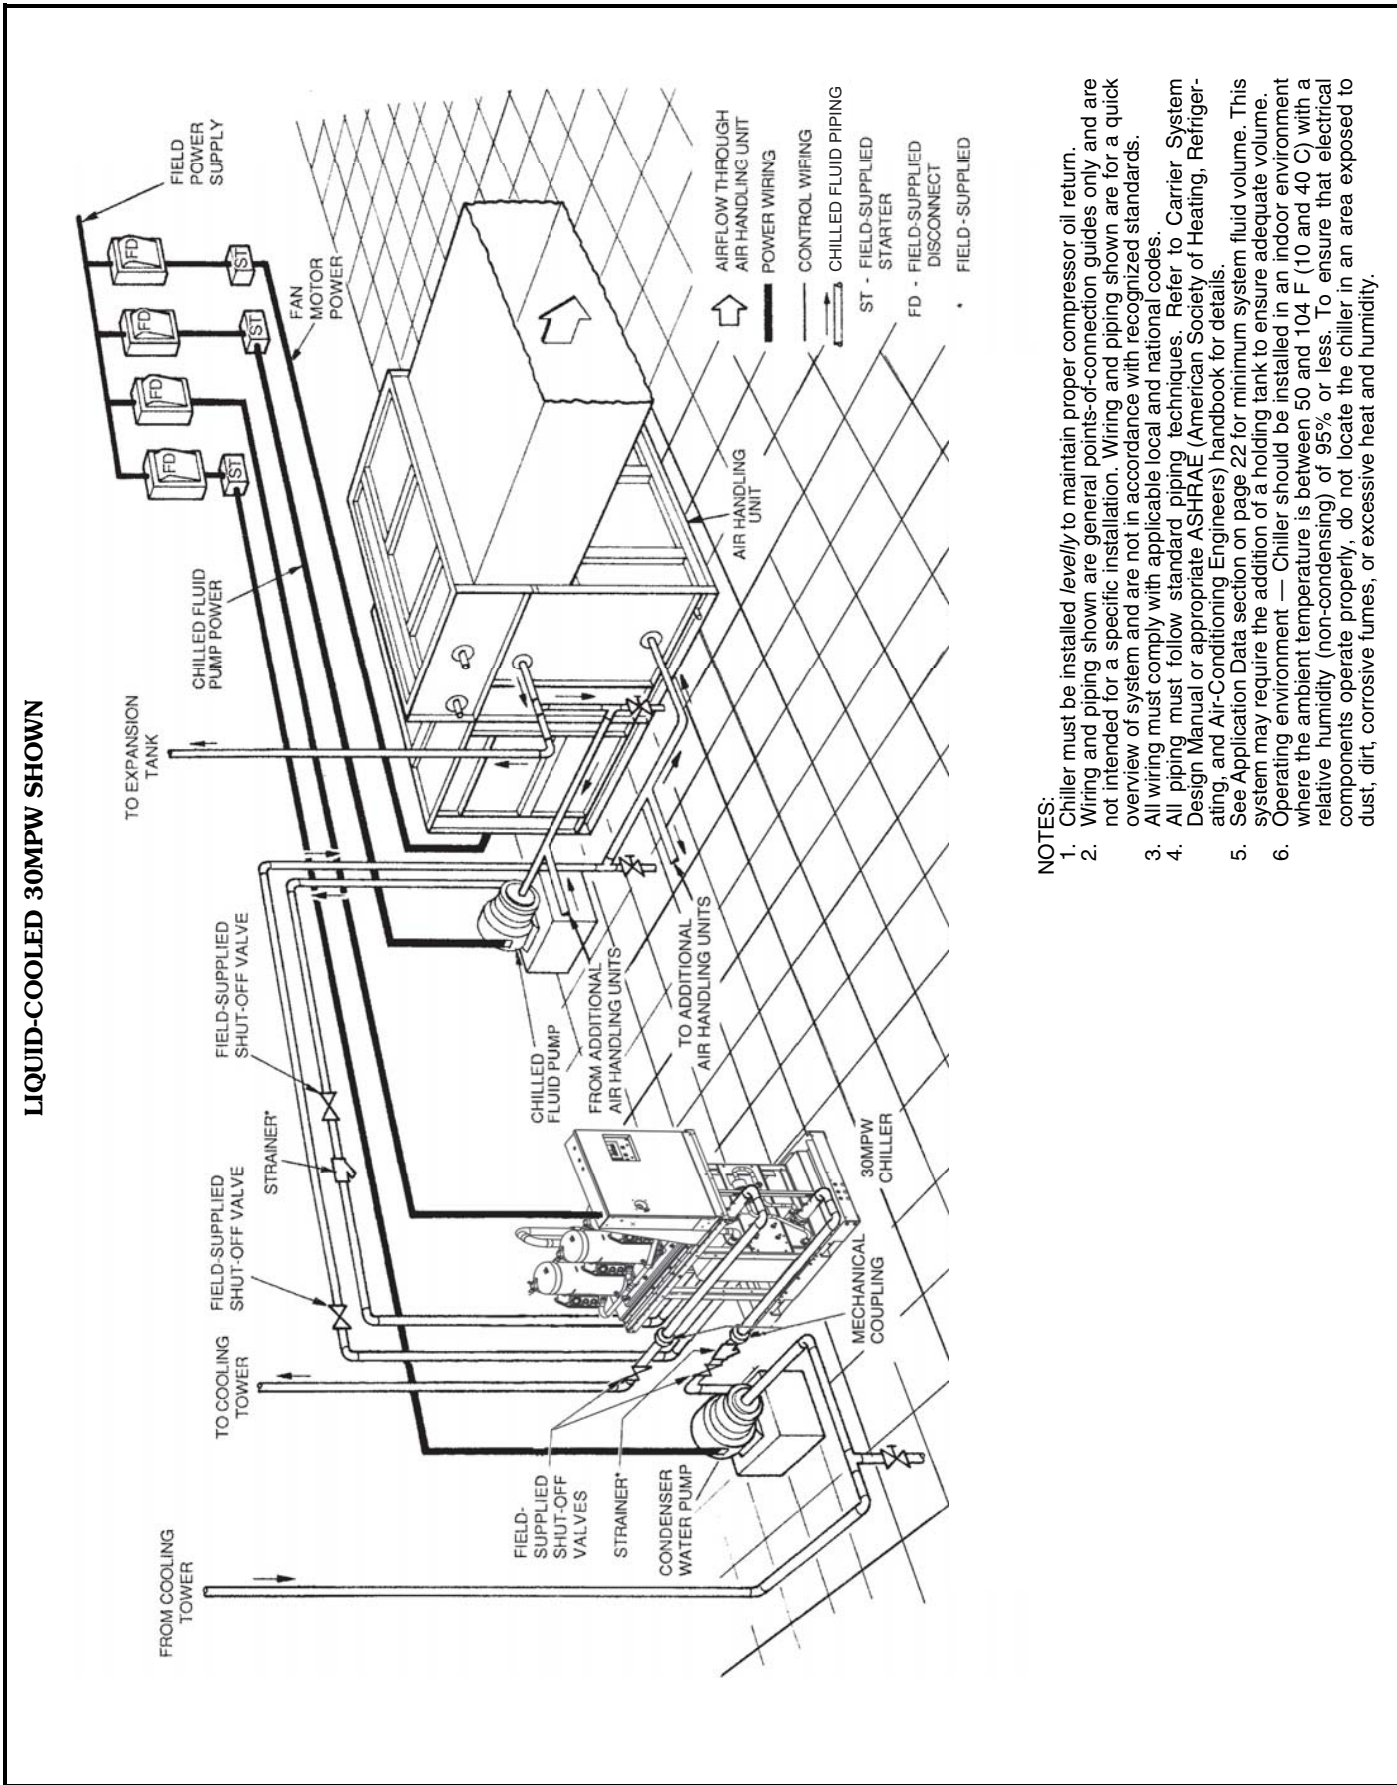 LIQUID-COOLED 30MPW SHOWN
FROM COOLING
TOWER
TO COOLING
TOWER
FIELD-SUPPLIED
SHUT-OFF VALVE
STRAINER*
FIELD-SUPPLIED
SHUT-OFF VALVE
TO EXPANSION
TANK
CHILLED FLUID
PUMP POWER
FD
FD
FD
FD
ST
ST
ST
FIELD
POWER
SUPPLY
FAN
MOTOR
POWER
FIELD-
SUPPLIED
SHUT-OFF
VALVES
STRAINER*
CONDENSER
WATER PUMP
MECHANICAL
COUPLING
30MPW
CHILLER
CHILLED
FLUID PUMP
FROM ADDITIONAL
AIR HANDLING UNITS
TO ADDITIONAL
AIR HANDLING UNITS
AIR HANDLING
UNIT
AIRFLOW THROUGH
AIR HANDLING UNIT
POWER WIRING
CONTROL WIRING
CHILLED FLUID PIPING
ST - FIELD-SUPPLIED
STARTER
FD - FIELD-SUPPLIED
DISCONNECT
* FIELD-SUPPLIED
NOTES:
1. Chiller must be installed levelly to maintain proper compressor oil return.
2. Wiring and piping shown are general points-of-connection guides only and are
not intended for a specific installation. Wiring and piping shown are for a quick
overview of system and are not in accordance with recognized standards.
3. All wiring must comply with applicable local and national codes.
4. All piping must follow standard piping techniques. Refer to Carrier System
Design Manual or appropriate ASHRAE (American Society of Heating, Refriger-
ating, and Air-Conditioning Engineers) handbook for details.
5. See Application Data section on page 22 for minimum system fluid volume. This
system may require the addition of a holding tank to ensure adequate volume.
6. Operating environment — Chiller should be installed in an indoor environment
where the ambient temperature is between 50 and 104 F (10 and 40 C) with a
relative humidity (non-condensing) of 95% or less. To ensure that electrical
components operate properly, do not locate the chiller in an area exposed to
dust, dirt, corrosive fumes, or excessive heat and humidity.